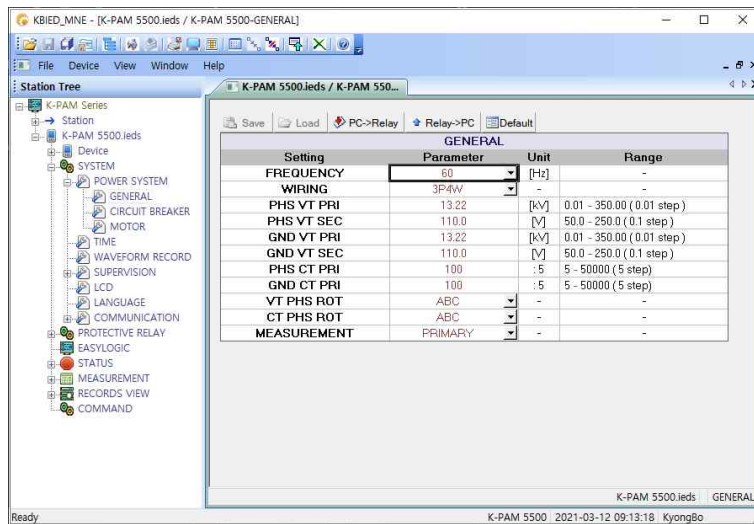 KBIED_MNE - [K-PAM 5500.ieds / K-PAM 5500-GENERAL]
File Device View Window Help
Station Tree
K-PAM 5500.ieds / K-PAM 550...
K-PAM Series
Station
K-PAM 5500.ieds
Device
SYSTEM
POWER SYSTEM
GENERAL
CIRCUIT BREAKER
MOTOR
TIME
WAVEFORM RECORD
SUPERVISION
LCD
LANGUAGE
COMMUNICATION
PROTECTIVE RELAY
EASYLOGIC
STATUS
MEASUREMENT
RECORDS VIEW
COMMAND
Save Load PC->Relay Relay->PC Default
GENERAL
Setting Parameter Unit Range
FREQUENCY 60 [Hz] -
WIRING 3P4W - -
PHS VT PRI 13.22 [kV] 0.01 - 350.00 ( 0.01 step )
PHS VT SEC 110.0 [V] 50.0 - 250.0 ( 0.1 step )
GND VT PRI 13.22 [kV] 0.01 - 350.00 ( 0.01 step )
GND VT SEC 110.0 [V] 50.0 - 250.0 ( 0.1 step )
PHS CT PRI 100 : 5 5 - 50000 ( 5 step)
GND CT PRI 100 : 5 5 - 50000 ( 5 step)
VT PHS ROT ABC - -
CT PHS ROT ABC - -
MEASUREMENT PRIMARY - -
K-PAM 5500.ieds GENERAL
Ready K-PAM 5500 2021-03-12 09:13:18 KyongBo